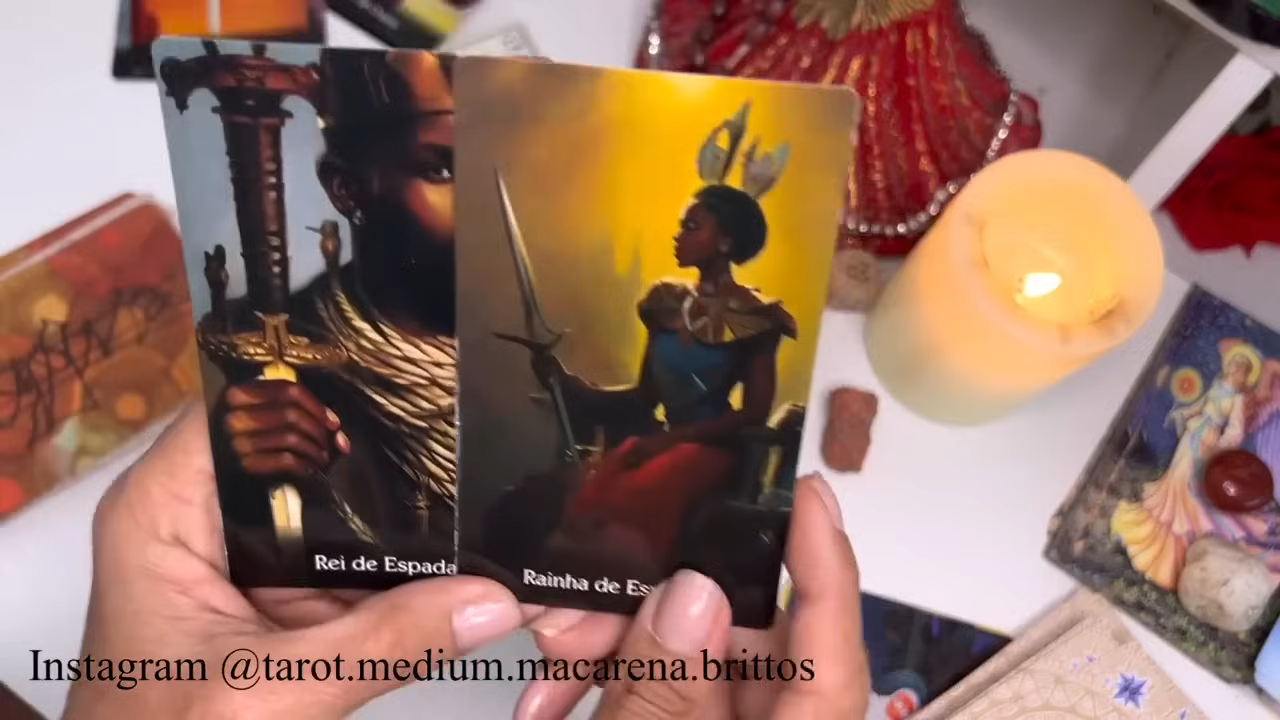 Rei de Espada
Rainha de Es
Instagram @tarot.medium.macarena.brittos